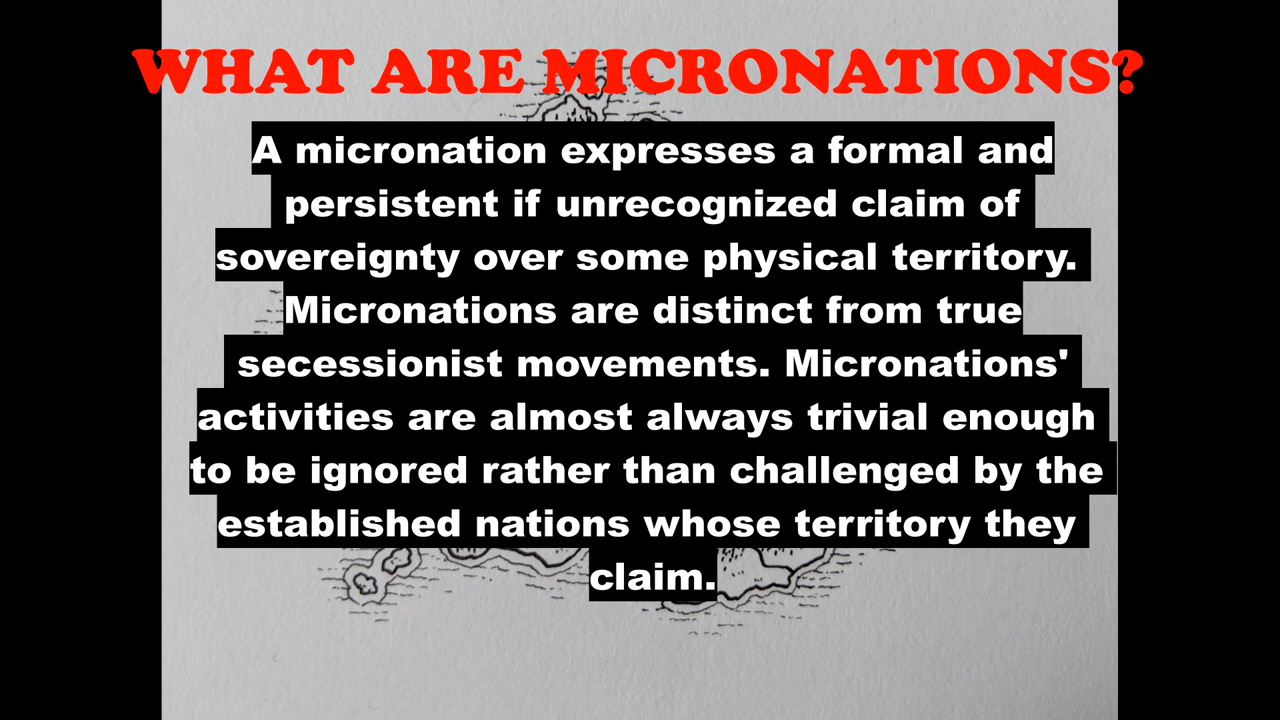 WHAT ARE MICRONATIONS?
A micronation expresses a formal and
persistent if unrecognized claim of
sovereignty over some physical territory.
Micronations are distinct from true
secessionist movements. Micronations'
activities are almost always trivial enough
to be ignored rather than challenged by the
established nations whose territory they
claim.